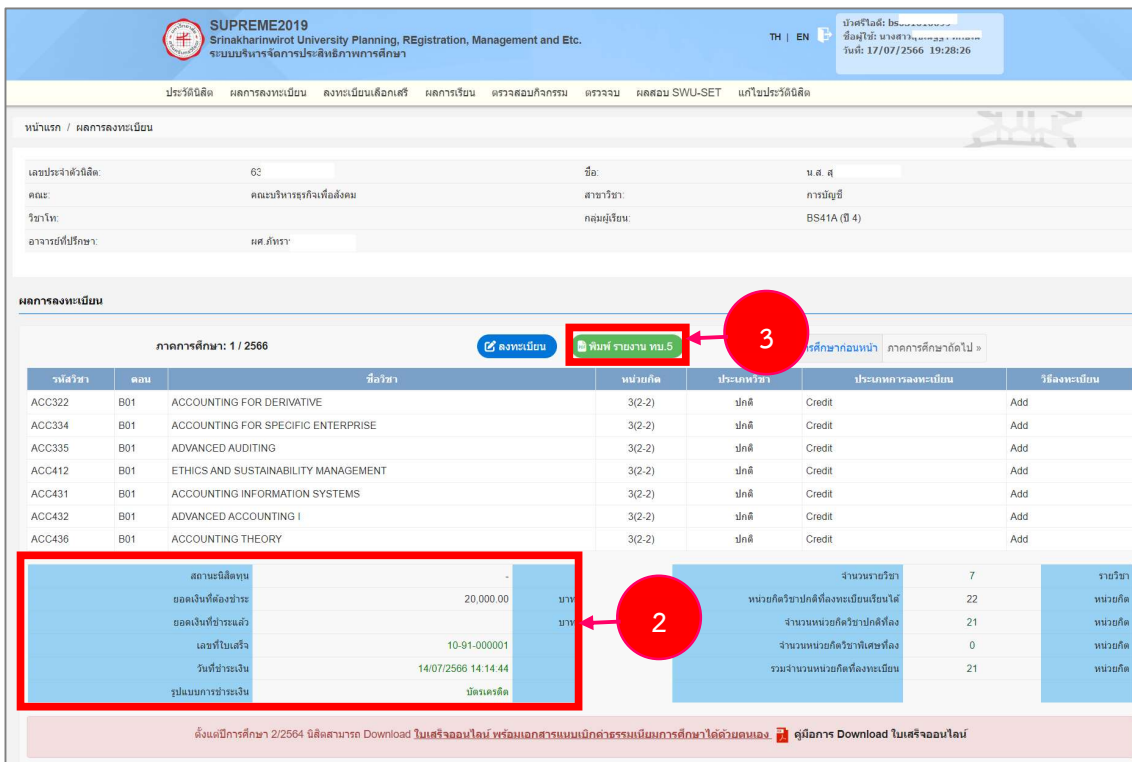 SUPREME2019
Srinakharinwirot University Planning, REgistration, Management and Etc.
ระบบบริหารจัดการประสิทธิภาพการศึกษา
TH | EN
บัวศรีไอดี:
ชื่อผู้ใช้: นางสาว
วันที่: 17/07/2566 19:28:26
ประวัตินิสิต ผลการลงทะเบียน ลงทะเบียนเลือกเสรี ผลการเรียน ตรวจสอบกิจกรรม ตรวจจบ ผลสอบ SWU-SET แก้ไขประวัตินิสิต
หน้าแรก / ผลการลงทะเบียน
เลขประจำตัวนิสิต: 63 ชื่อ: น.ส. สุ
คณะ: คณะบริหารธุรกิจเพื่อสังคม สาขาวิชา: การบัญชี
วิชาโท: กลุ่มผู้เรียน: BS41A (ปี 4)
อาจารย์ที่ปรึกษา: ผศ.ภัทรา
ผลการลงทะเบียน
ภาคการศึกษา: 1 / 2566 ลงทะเบียน พิมพ์ รายงาน ทบ.5 3 ศึกษาก่อนหน้า ภาคการศึกษาถัดไป »
รหัสวิชา ตอน ชื่อวิชา หน่วยกิต ประเภทวิชา ประเภทการลงทะเบียน วิธีลงทะเบียน
ACC322 B01 ACCOUNTING FOR DERIVATIVE 3(2-2) ปกติ Credit Add
ACC334 B01 ACCOUNTING FOR SPECIFIC ENTERPRISE 3(2-2) ปกติ Credit Add
ACC335 B01 ADVANCED AUDITING 3(2-2) ปกติ Credit Add
ACC412 B01 ETHICS AND SUSTAINABILITY MANAGEMENT 3(2-2) ปกติ Credit Add
ACC431 B01 ACCOUNTING INFORMATION SYSTEMS 3(2-2) ปกติ Credit Add
ACC432 B01 ADVANCED ACCOUNTING I 3(2-2) ปกติ Credit Add
ACC436 B01 ACCOUNTING THEORY 3(2-2) ปกติ Credit Add
สถานะนิสิตทุน - จำนวนรายวิชา 7 รายวิชา
ยอดเงินที่ต้องชำระ 20,000.00 บาท หน่วยกิตวิชาปกติที่ลงทะเบียนเรียนได้ 22 หน่วยกิต
ยอดเงินที่ชำระแล้ว บาท 2 จำนวนหน่วยกิตวิชาปกติที่ลง 21 หน่วยกิต
เลขที่ใบเสร็จ 10-91-000001 จำนวนหน่วยกิตวิชาพิเศษที่ลง 0 หน่วยกิต
วันที่ชำระเงิน 14/07/2566 14:14:44 รวมจำนวนหน่วยกิตที่ลงทะเบียน 21 หน่วยกิต
รูปแบบการชำระเงิน บัตรเครดิต
ตั้งแต่ปีการศึกษา 2/2564 นิสิตสามารถ Download ใบเสร็จออนไลน์ พร้อมเอกสารแนบเบิกค่าธรรมเนียมการศึกษาได้ด้วยตนเอง คู่มือการ Download ใบเสร็จออนไลน์